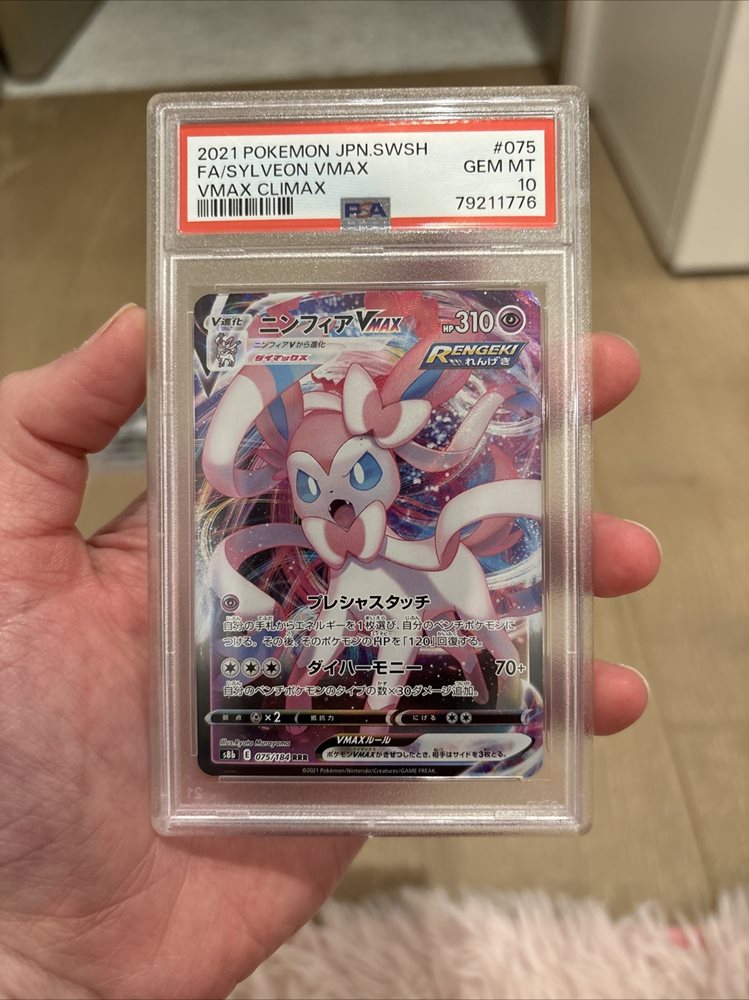 2021 POKEMON JPN.SWSH #075
FA/SYLVEON VMAX GEM MT
VMAX CLIMAX 10
PSA 79211776
V進化 ニンフィアVMAX HP310
ニンフィアVから進化
ダイマックス
RENGEKI
れんげき
プレシャスタッチ
自分の手札からエネルギーを1枚選び、自分のベンチポケモンに
つける。その後、そのポケモンのHPを「120」回復する。
ダイハーモニー 70+
自分のベンチポケモンのタイプの数×30ダメージ追加。
弱点 ×2 抵抗力 にげる
Illus.Ryota Murayama
VMAXルール
ポケモンVMAXがきぜつしたとき、相手はサイドを3枚とる。
s8b E 075/184 RRR
©2021 Pokémon/Nintendo/Creatures/GAME FREAK.